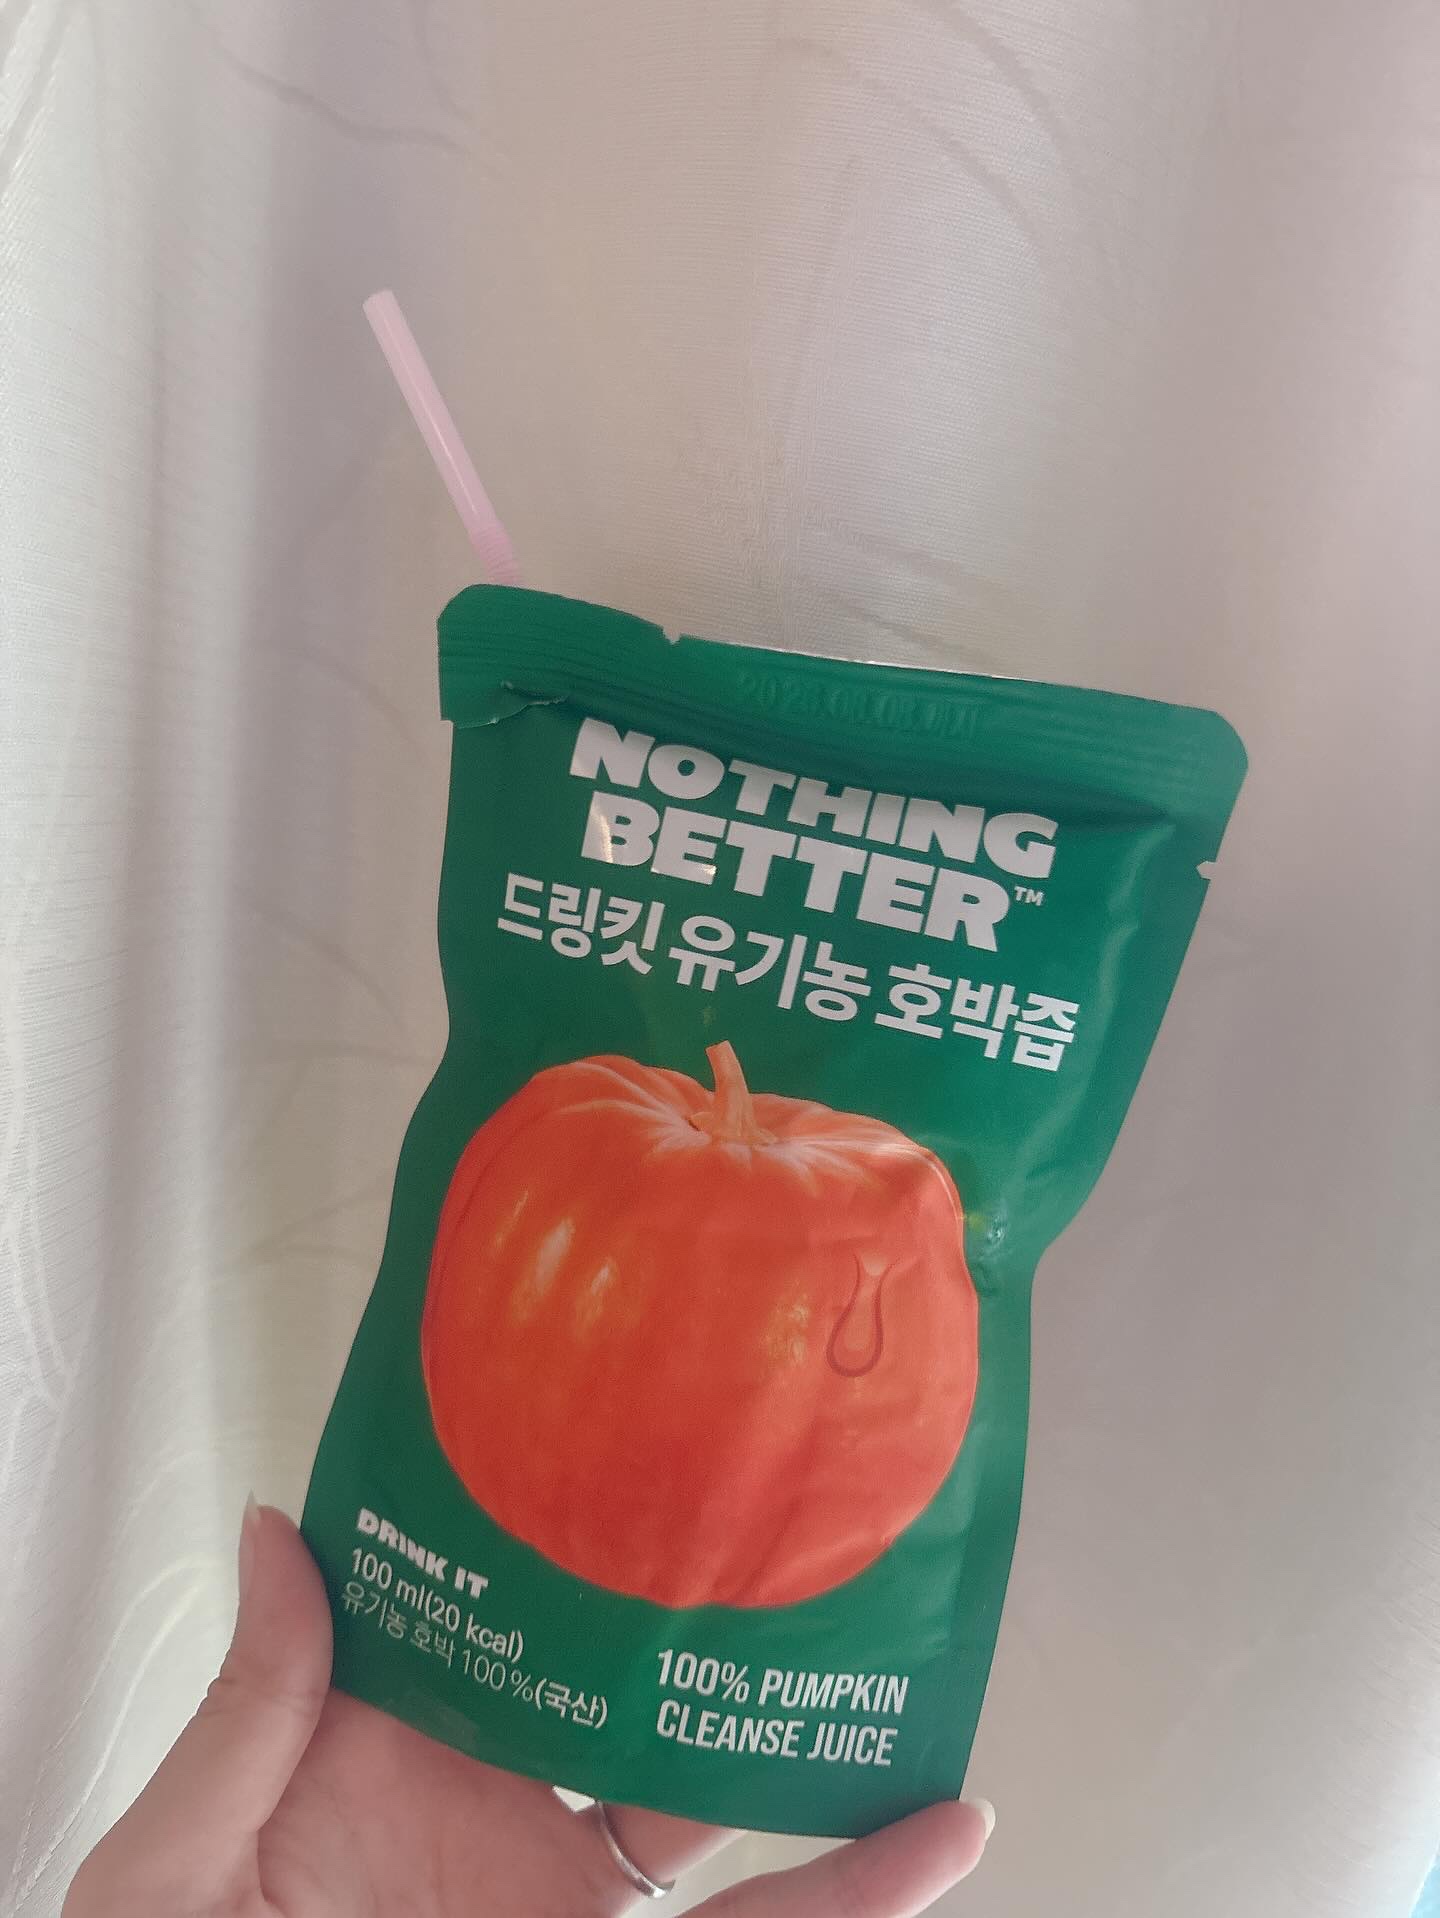 NOTHING
BETTER™
드링킷 유기농 호박즙
DRINK IT
100 ml(20 kcal)
유기농 호박 100%(국산)
100% PUMPKIN
CLEANSE JUICE